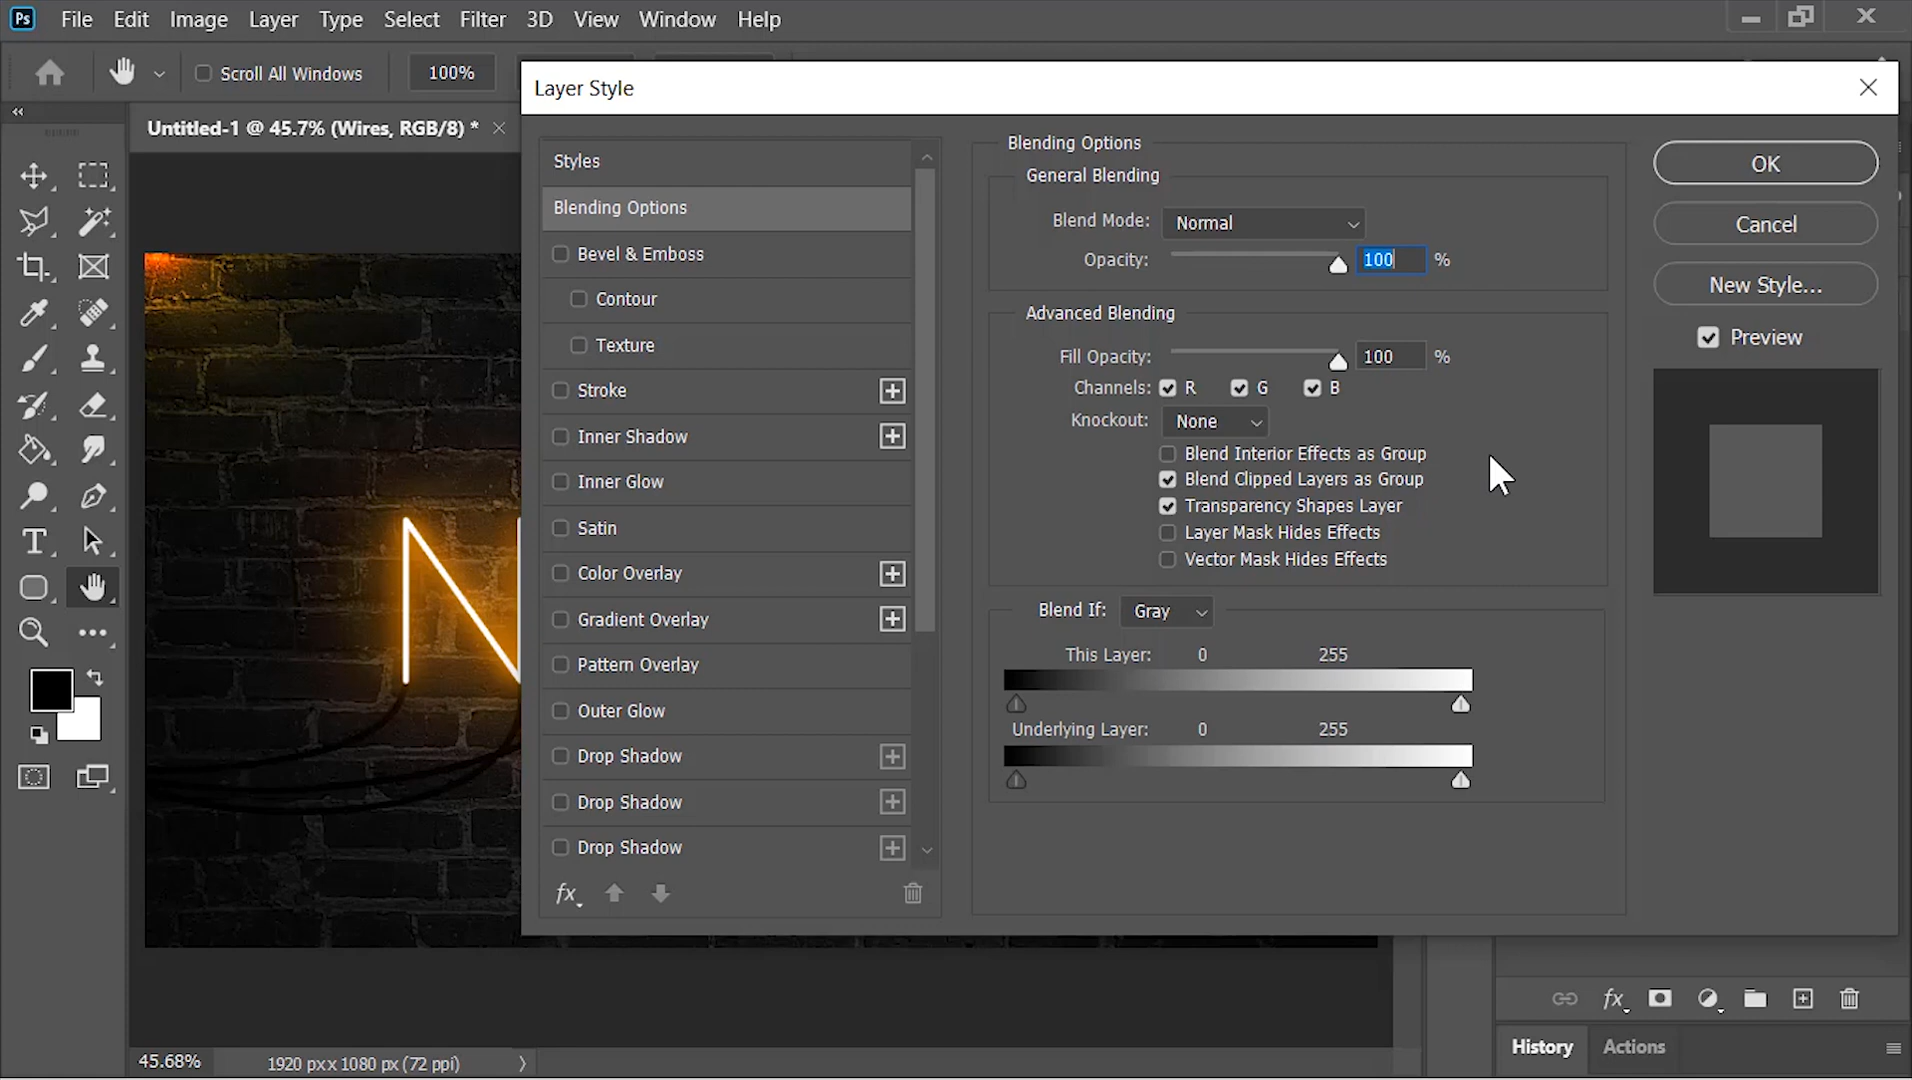 Ps File Edit Image Layer Type Select Filter 3D View Window Help
Scroll All Windows 100%
Layer Style
Untitled-1 @ 45.7% (Wires, RGB/8) *
Styles
Blending Options
Bevel & Emboss
Contour
Texture
Stroke
Inner Shadow
Inner Glow
Satin
Color Overlay
Gradient Overlay
Pattern Overlay
Outer Glow
Drop Shadow
Drop Shadow
Drop Shadow
fx
Blending Options
General Blending
Blend Mode: Normal
Opacity: 100 %
Advanced Blending
Fill Opacity: 100 %
Channels: R G B
Knockout: None
Blend Interior Effects as Group
Blend Clipped Layers as Group
Transparency Shapes Layer
Layer Mask Hides Effects
Vector Mask Hides Effects
Blend If: Gray
This Layer: 0 255
Underlying Layer: 0 255
OK
Cancel
New Style...
Preview
N
fx
History Actions
45.68% 1920 px x 1080 px (72 ppi)